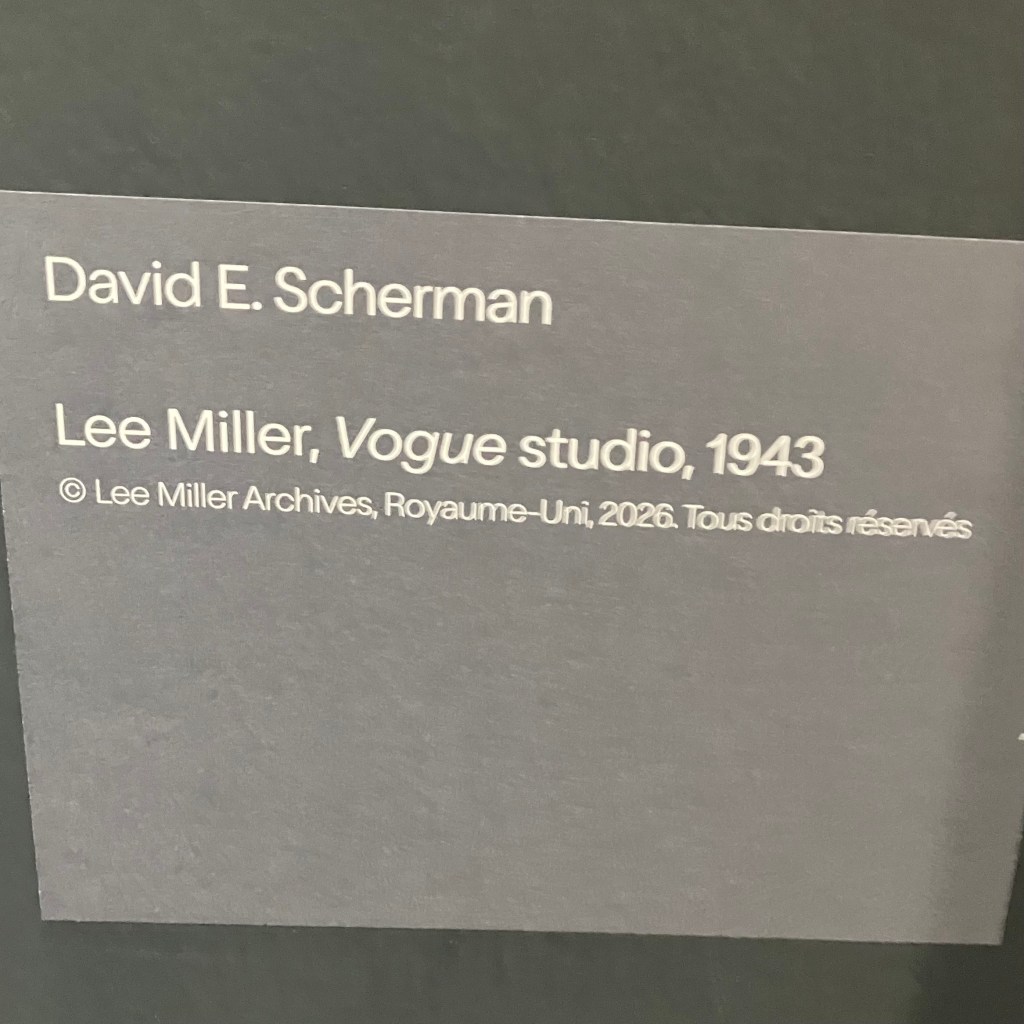 David E. Scherman
Lee Miller, Vogue studio, 1943
© Lee Miller Archives, Royaume-Uni, 2026. Tous droits réservés